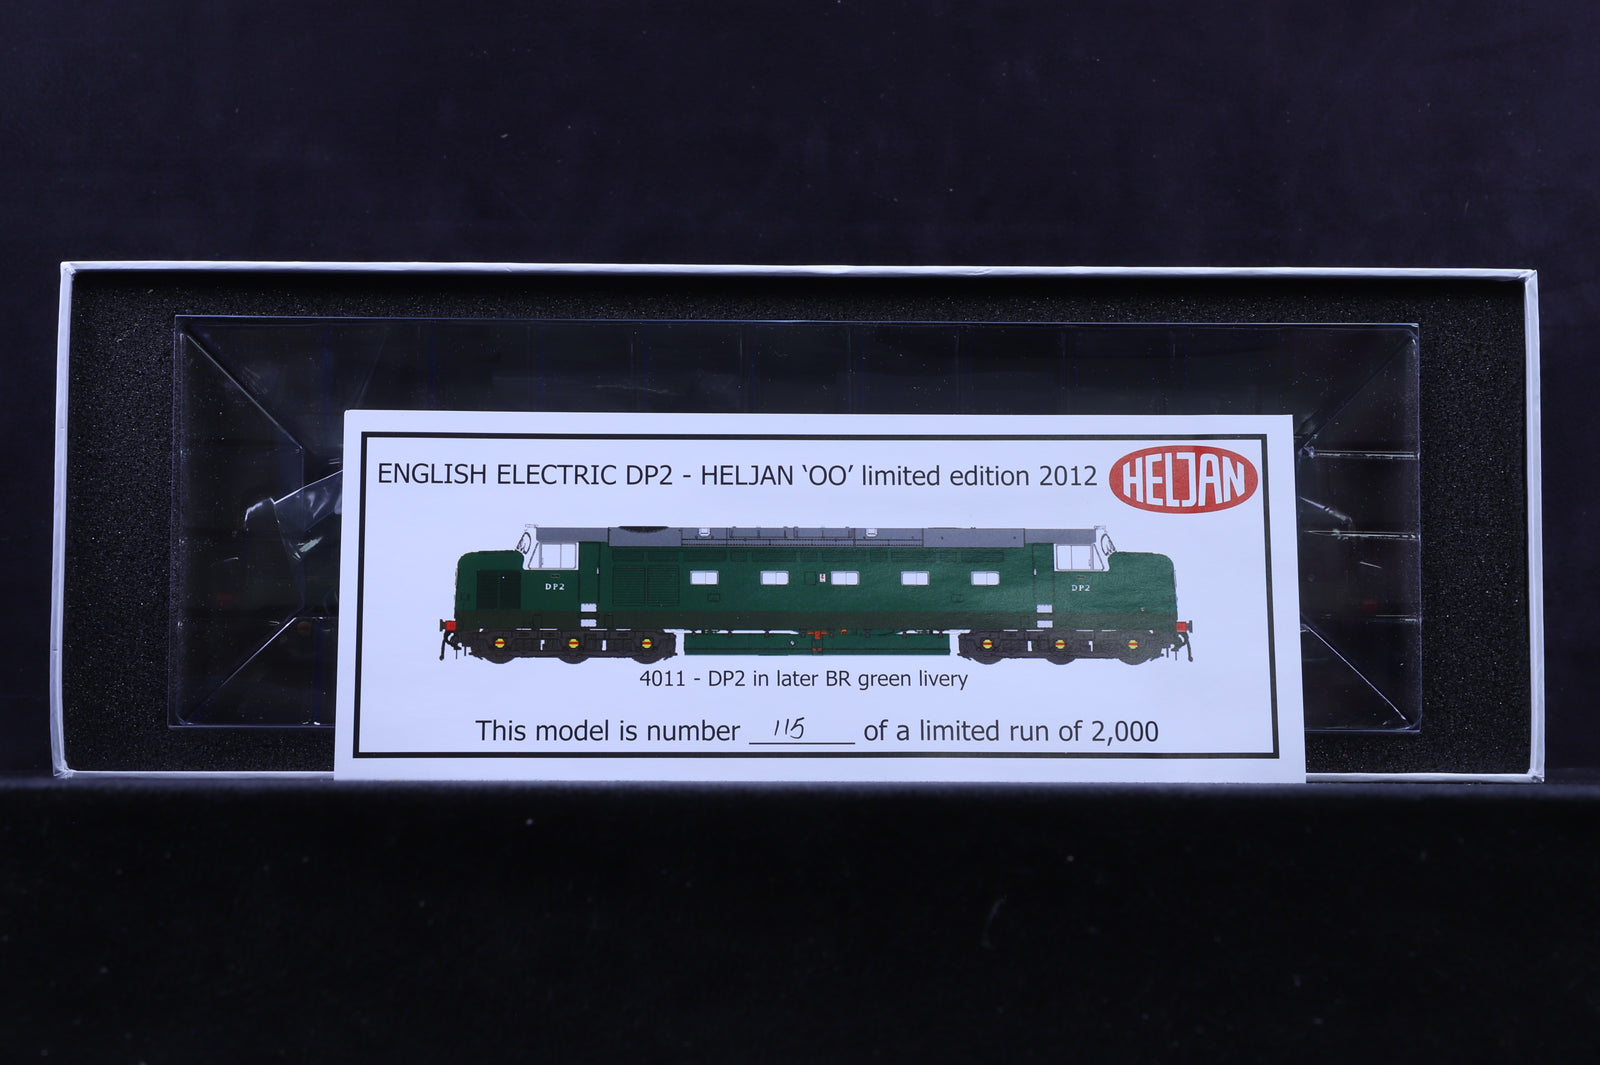 ENGLISH ELECTRIC DP2 - HELJAN ‘OO’ limited edition 2012 HELJAN
DP2 DP2
4011 - DP2 in later BR green livery
This model is number 115 of a limited run of 2,000